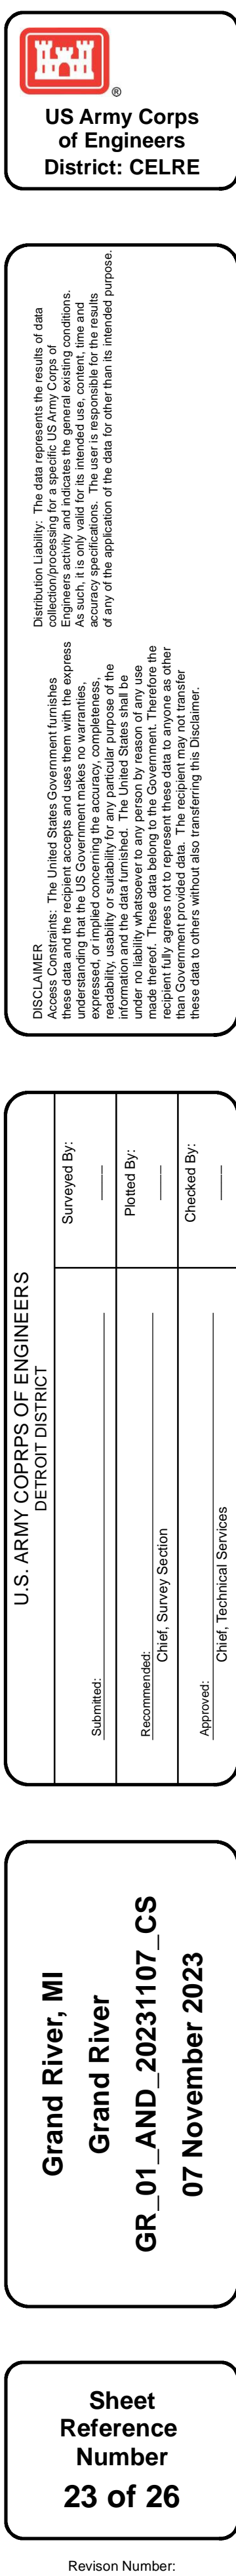 ®
US Army Corps
of Engineers
District: CELRE
DISCLAIMER
Access Constraints: The United States Government furnishes
these data and the recipient accepts and uses them with the express
understanding that the US Government makes no warranties,
expressed, or implied concerning the accuracy, completeness,
readability, usability or suitability for any particular purpose of the
information and the data furnished. The United States shall be
under no liability whatsoever to any person by reason of any use
made thereof. These data belong to the Government. Therefore the
recipient fully agrees not to represent these data to anyone as other
than Government provided data. The recipient may not transfer
these data to others without also transferring this Disclaimer.
Distribution Liability: The data represents the results of data
collection/processing for a specific US Army Corps of
Engineers activity and indicates the general existing conditions.
As such, it is only valid for its intended use, content, time and
accuracy specifications. The user is responsible for the results
of any of the application of the data for other than its intended purpose.
U.S. ARMY COPRPS OF ENGINEERS
DETROIT DISTRICT
Submitted:
Surveyed By:
Recommended:
Chief, Survey Section
Plotted By:
Approved:
Chief, Technical Services
Checked By:
Grand River, MI
Grand River
GR_01_AND_20231107_CS
07 November 2023
Sheet
Reference
Number
23 of 26
Revison Number: